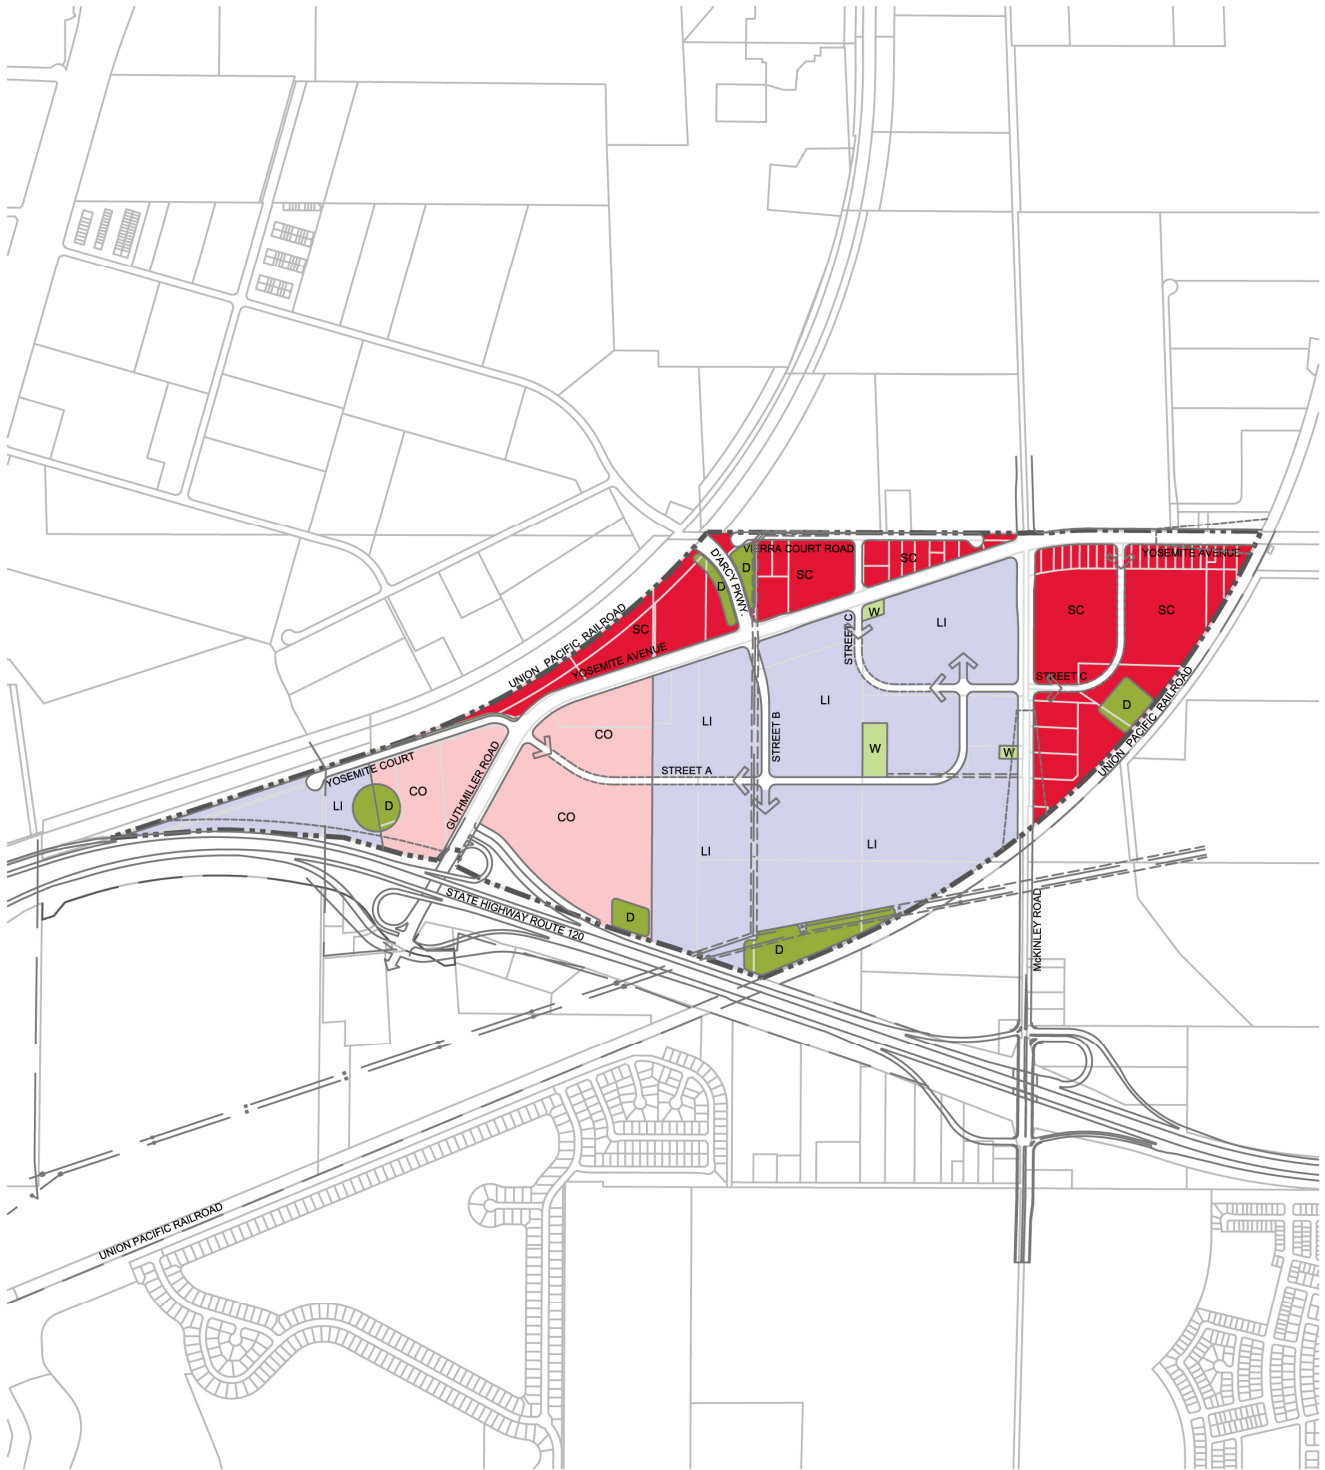 VIERRA COURT ROAD
YOSEMITE AVENUE
D'ARCY PKWY.
SC
D
SC
D
SC
SC
W
LI
UNION PACIFIC RAILROAD
SC
STREET C
YOSEMITE AVENUE
STREET C
UNION PACIFIC RAILROAD
LI
D
LI
CO
STREET B
W
W
YOSEMITE COURT
GUTHMILLER ROAD
STREET A
CO
LI
D
CO
LI
LI
STATE HIGHWAY ROUTE 120
D
D
McKINLEY ROAD
UNION PACIFIC RAILROAD